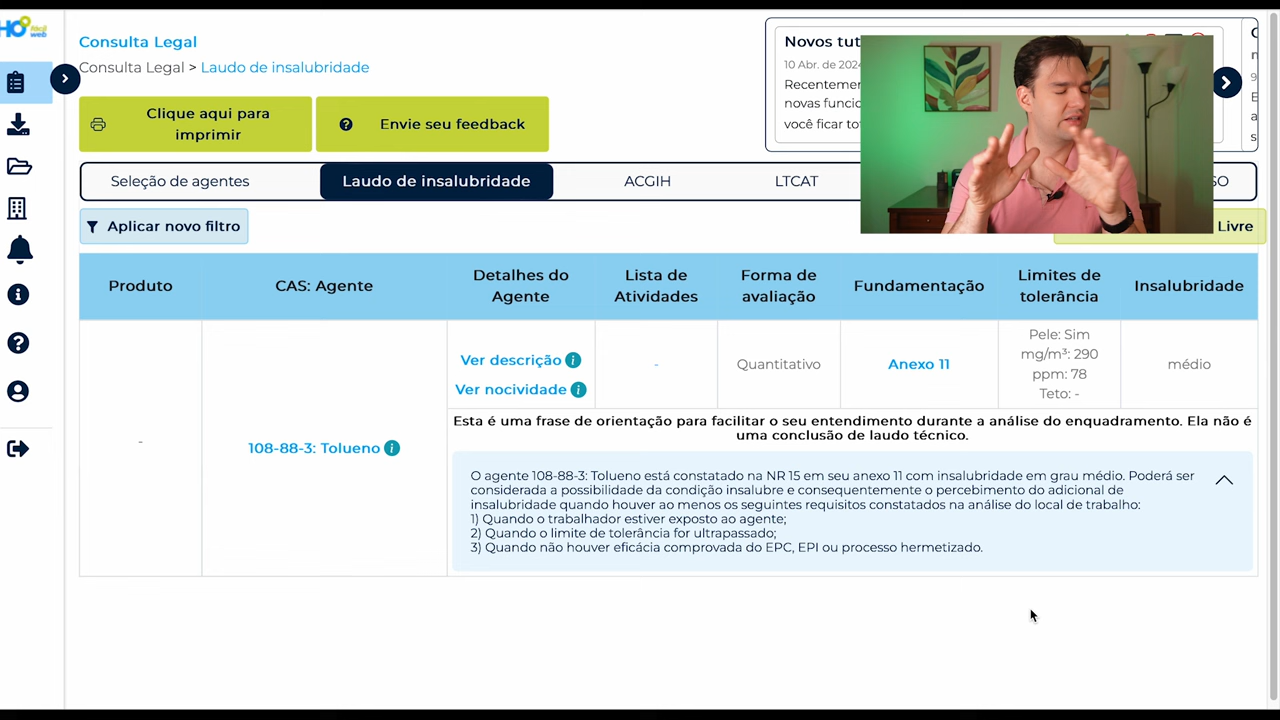 HO fácil
web
Consulta Legal
Consulta Legal > Laudo de insalubridade
Clique aqui para
imprimir
Envie seu feedback
Novos tut
10 Abr. de 202
Recentemen
novas funcio
você ficar to
Seleção de agentes
Laudo de insalubridade
ACGIH
LTCAT
SO
Aplicar novo filtro
Livre
Produto
CAS: Agente
Detalhes do
Agente
Lista de
Atividades
Forma de
avaliação
Fundamentação
Limites de
tolerância
Insalubridade
-
108-88-3: Tolueno
Ver descrição
Ver nocividade
-
Quantitativo
Anexo 11
Pele: Sim
mg/m³: 290
ppm: 78
Teto: -
médio
Esta é uma frase de orientação para facilitar o seu entendimento durante a análise do enquadramento. Ela não é
uma conclusão de laudo técnico.
O agente 108-88-3: Tolueno está constatado na NR 15 em seu anexo 11 com insalubridade em grau médio. Poderá ser
considerada a possibilidade da condição insalubre e consequentemente o percebimento do adicional de
insalubridade quando houver ao menos os seguintes requisitos constatados na análise do local de trabalho:
1) Quando o trabalhador estiver exposto ao agente;
2) Quando o limite de tolerância for ultrapassado;
3) Quando não houver eficácia comprovada do EPC, EPI ou processo hermetizado.